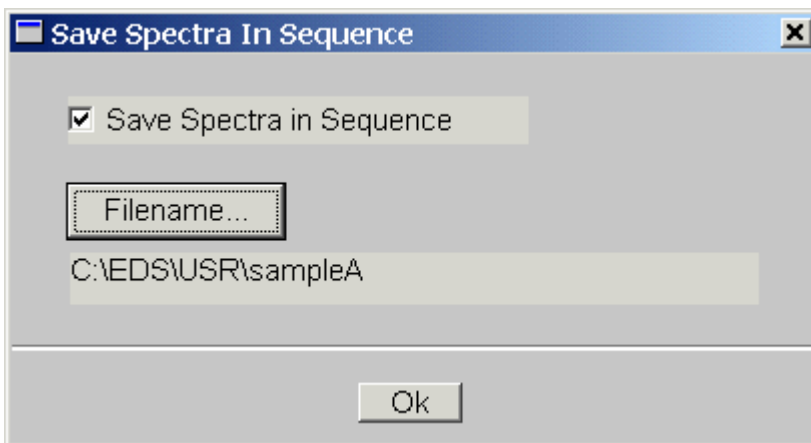 Save Spectra In Sequence
Save Spectra in Sequence
Filename...
C:\EDS\USR\sampleA
Ok